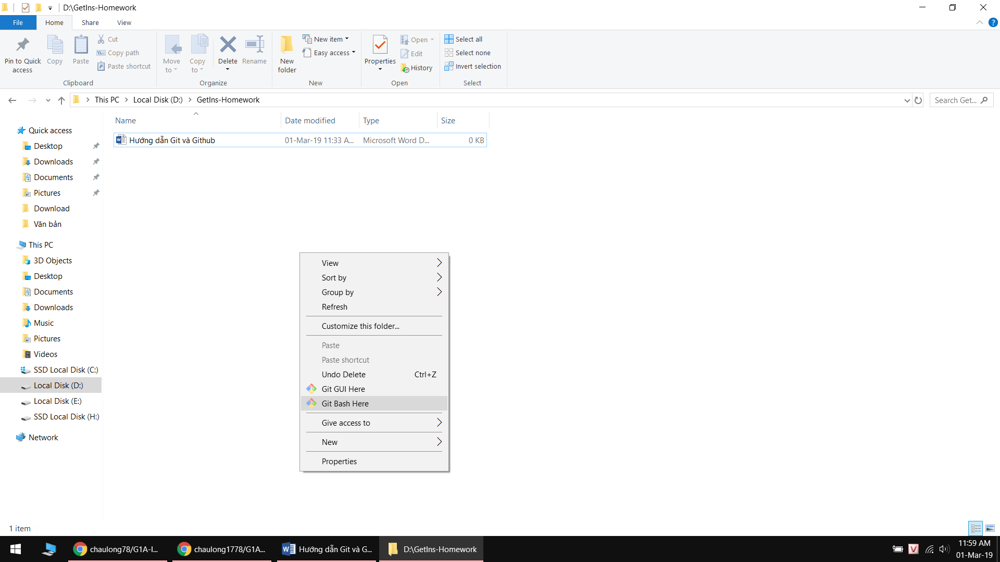 D:\GetIns-Homework
File Home Share View
Pin to Quick access
Copy
Paste
Cut
Copy path
Paste shortcut
Clipboard
Move to
Copy to
Delete
Rename
Organize
New folder
New item
Easy access
New
Properties
Open
Edit
History
Open
Select all
Select none
Invert selection
Select
This PC > Local Disk (D:) > GetIns-Homework
Search Get...
Name Date modified Type Size
Hướng dẫn Git và Github 01-Mar-19 11:33 A... Microsoft Word D... 0 KB
Quick access
Desktop
Downloads
Documents
Pictures
Download
Văn bản
This PC
3D Objects
Desktop
Documents
Downloads
Music
Pictures
Videos
SSD Local Disk (C:)
Local Disk (D:)
Local Disk (E:)
SSD Local Disk (H:)
Network
View
Sort by
Group by
Refresh
Customize this folder...
Paste
Paste shortcut
Undo Delete Ctrl+Z
Git GUI Here
Git Bash Here
Give access to
New
Properties
1 item
chaulong78/G1A-I...
chaulong1778/G1A...
Hướng dẫn Git và G...
D:\GetIns-Homework
11:59 AM
01-Mar-19